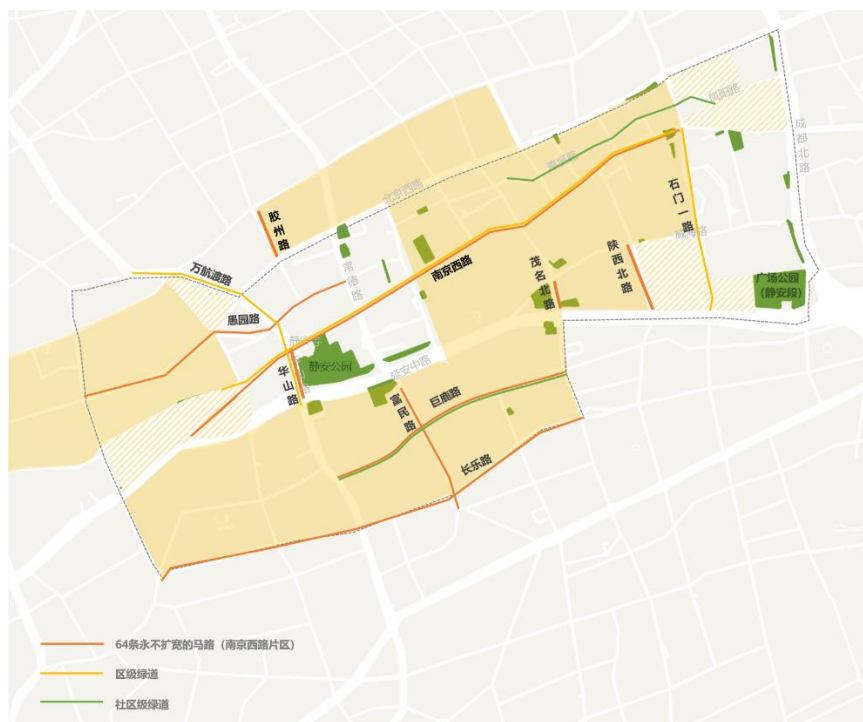 凤阳路
成都北路
奉贤路
胶州路
北京西路
石门一路
威海路
万航渡路
常德路
南京西路
茂名北路
陕西北路
广场公园
（静安段）
愚园路
静安公园
延安中路
华山路
富民路
巨鹿路
长乐路
64条永不扩宽的马路（南京西路片区）
区级绿道
社区级绿道